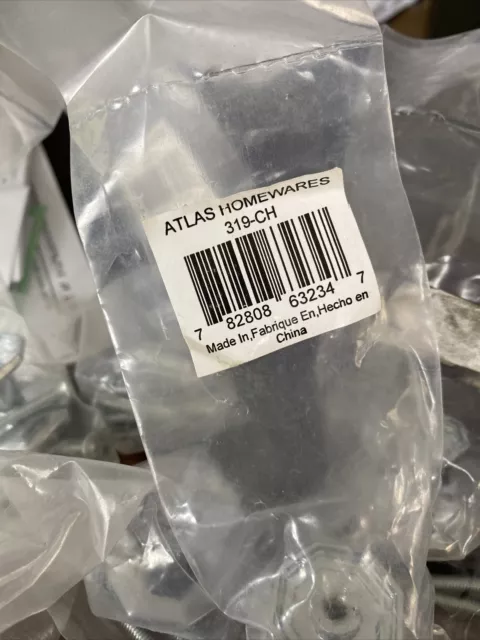 ATLAS HOMEWARES
319-CH
7 82808 63234 7
Made In,Fabrique En,Hecho en
China